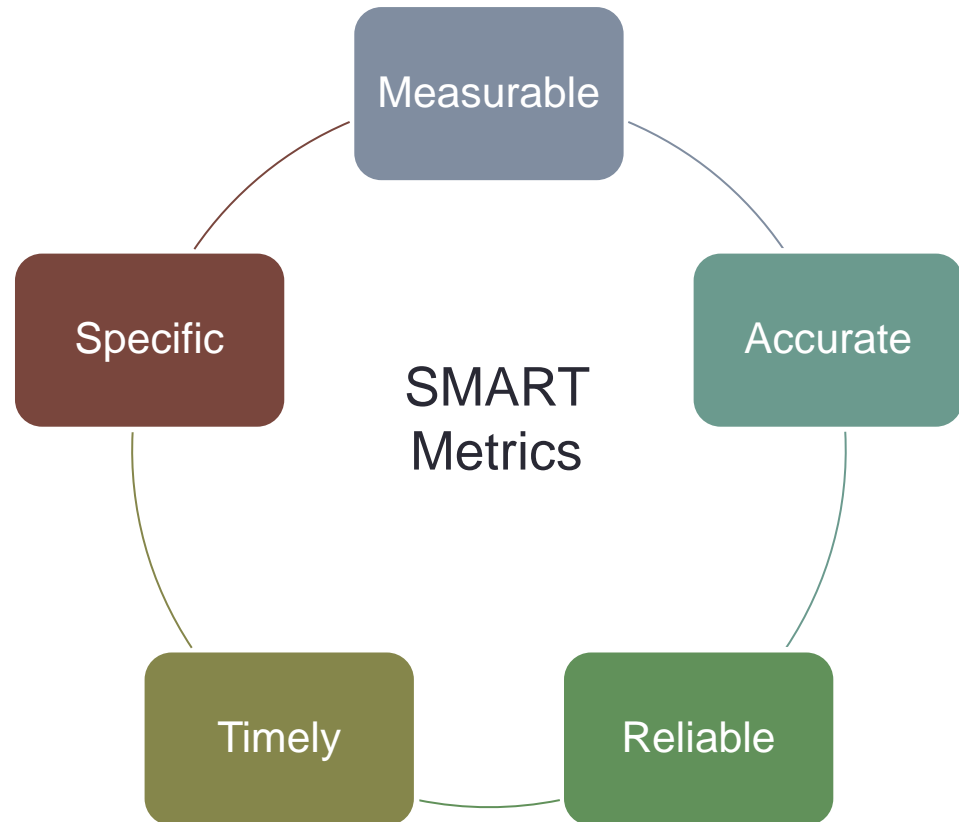 Measurable
Specific
Accurate
SMART
Metrics
Timely
Reliable